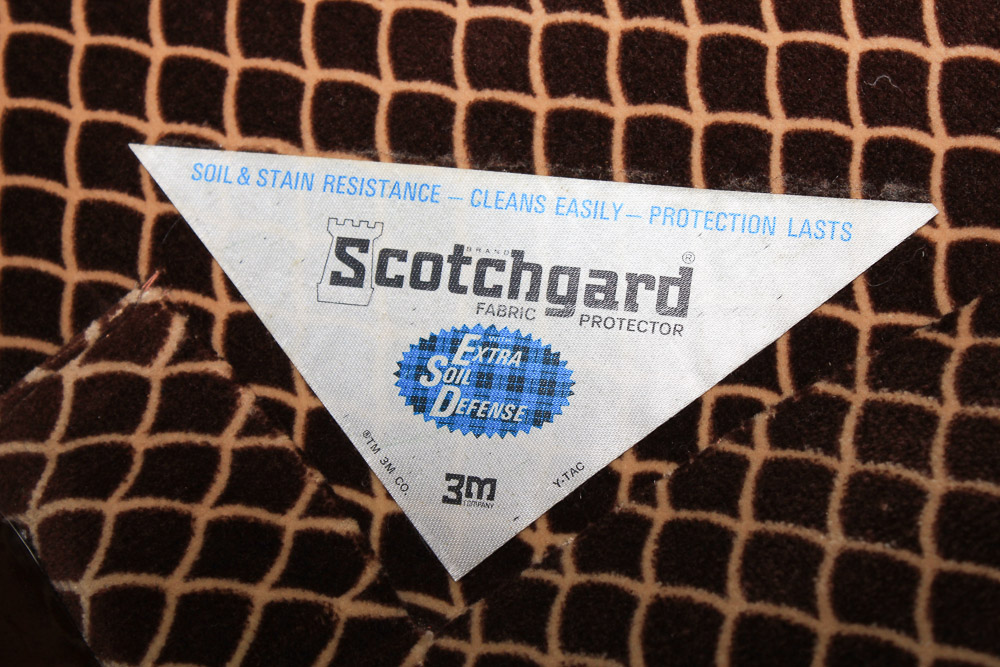 SOIL & STAIN RESISTANCE – CLEANS EASILY – PROTECTION LASTS
BRAND
Scotchgard®
FABRIC PROTECTOR
EXTRA
SOIL
DEFENSE
®TM 3M CO.
3M
COMPANY
Y-TAC